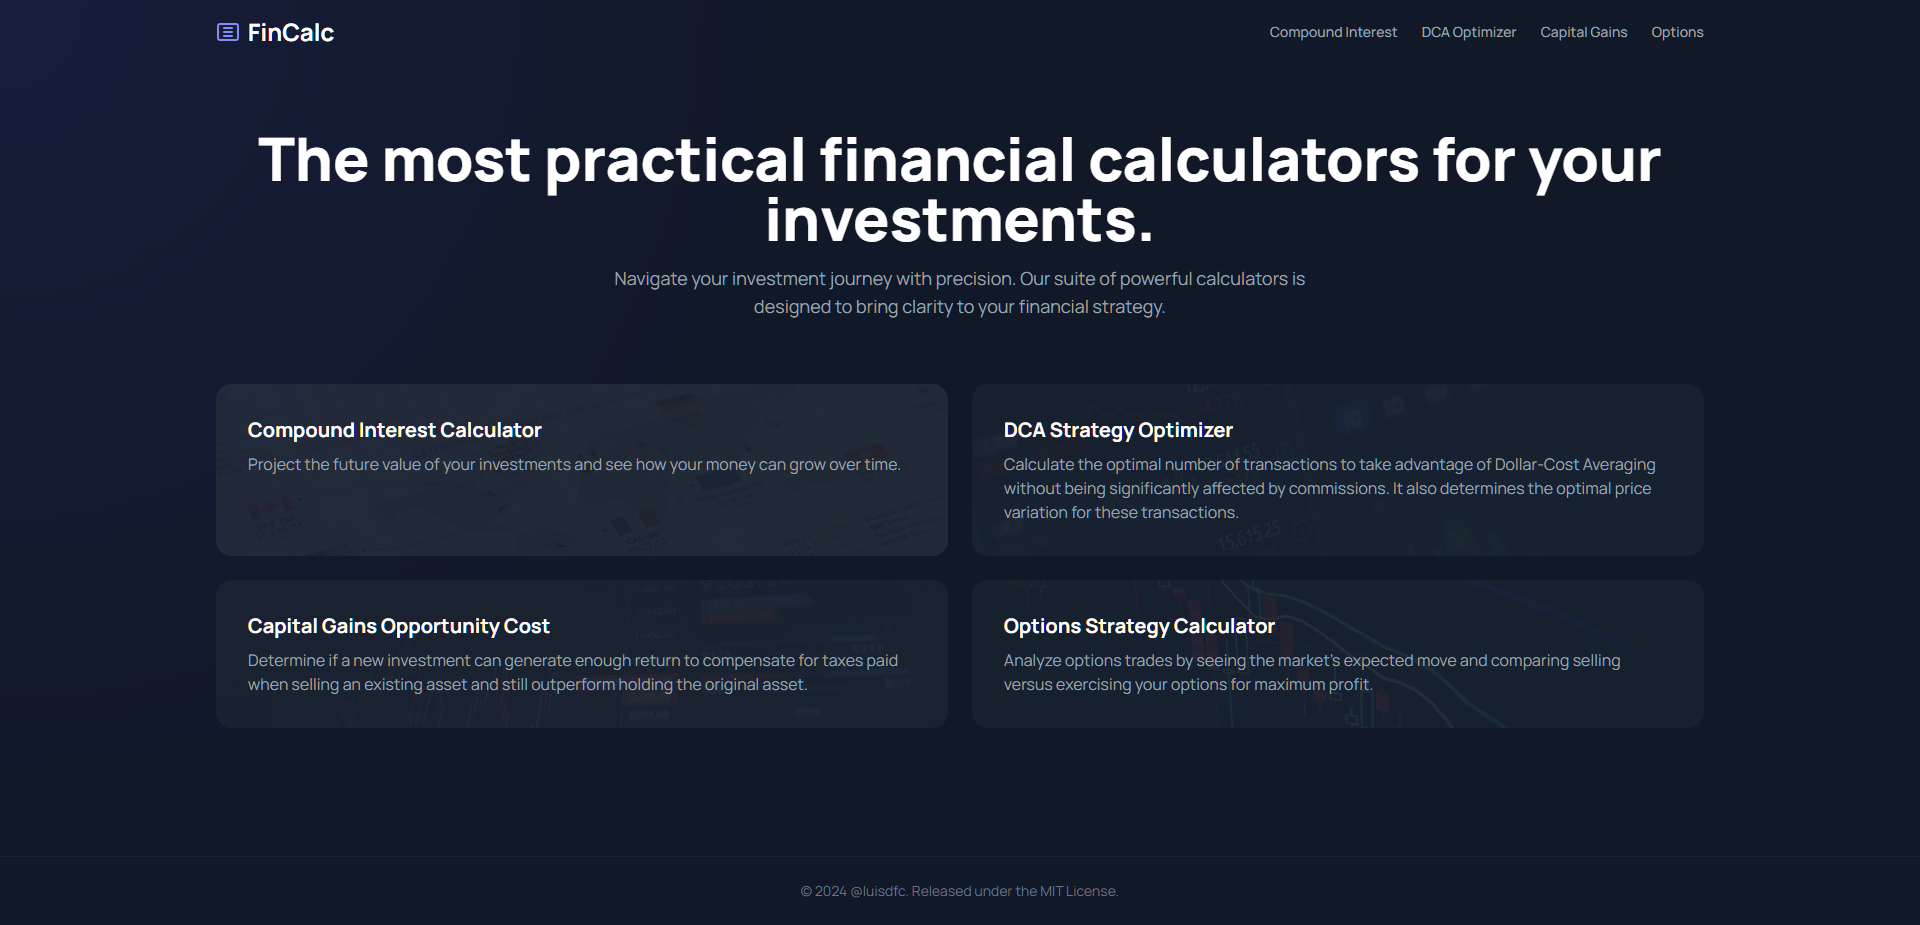 FinCalc
Compound Interest
DCA Optimizer
Capital Gains
Options
The most practical financial calculators for your
investments.
Navigate your investment journey with precision. Our suite of powerful calculators is
designed to bring clarity to your financial strategy.
Compound Interest Calculator
Project the future value of your investments and see how your money can grow over time.
DCA Strategy Optimizer
Calculate the optimal number of transactions to take advantage of Dollar-Cost Averaging
without being significantly affected by commissions. It also determines the optimal price
variation for these transactions.
15,615.25
Capital Gains Opportunity Cost
Determine if a new investment can generate enough return to compensate for taxes paid
when selling an existing asset and still outperform holding the original asset.
Options Strategy Calculator
Analyze options trades by seeing the market's expected move and comparing selling
versus exercising your options for maximum profit.
© 2024 @luisdfc. Released under the MIT License.